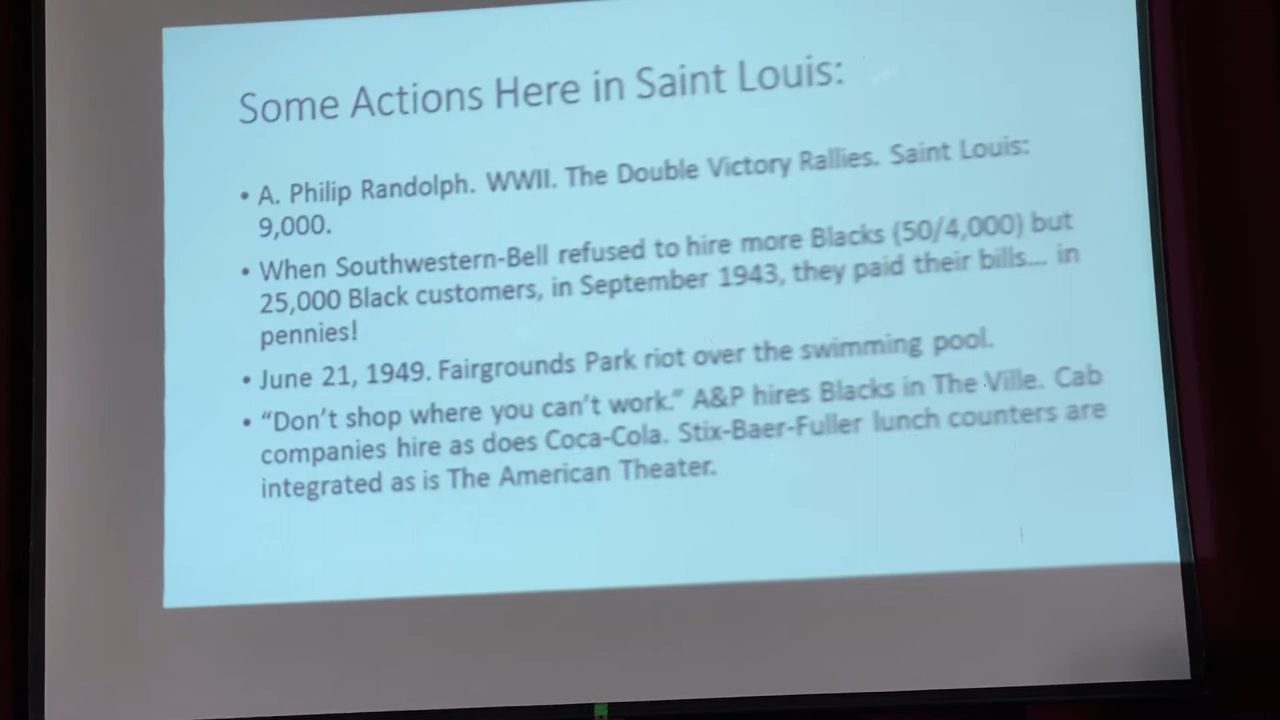 Some Actions Here in Saint Louis:
• A. Philip Randolph. WWII. The Double Victory Rallies. Saint Louis:
9,000.
• When Southwestern-Bell refused to hire more Blacks (50/4,000) but
25,000 Black customers, in September 1943, they paid their bills... in
pennies!
• June 21, 1949. Fairgrounds Park riot over the swimming pool.
• “Don’t shop where you can’t work.” A&P hires Blacks in The Ville. Cab
companies hire as does Coca-Cola. Stix-Baer-Fuller lunch counters are
integrated as is The American Theater.